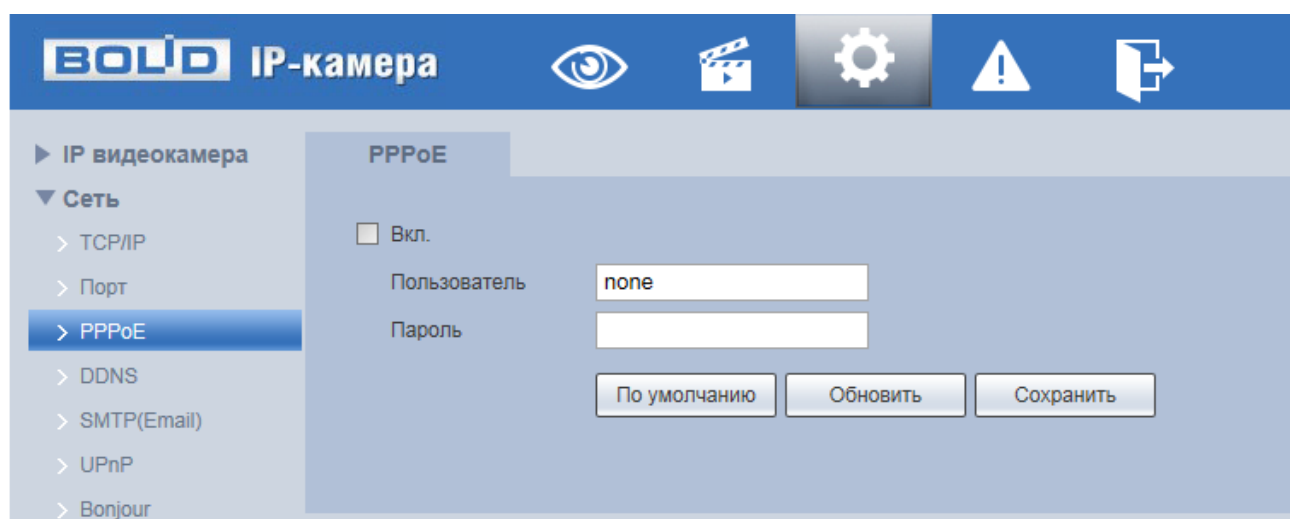 BOLID IP-камера
IP видеокамера
Сеть
TCP/IP
Порт
PPPoE
DDNS
SMTP(Email)
UPnP
Bonjour
PPPoE
Вкл.
Пользователь none
Пароль
По умолчанию Обновить Сохранить